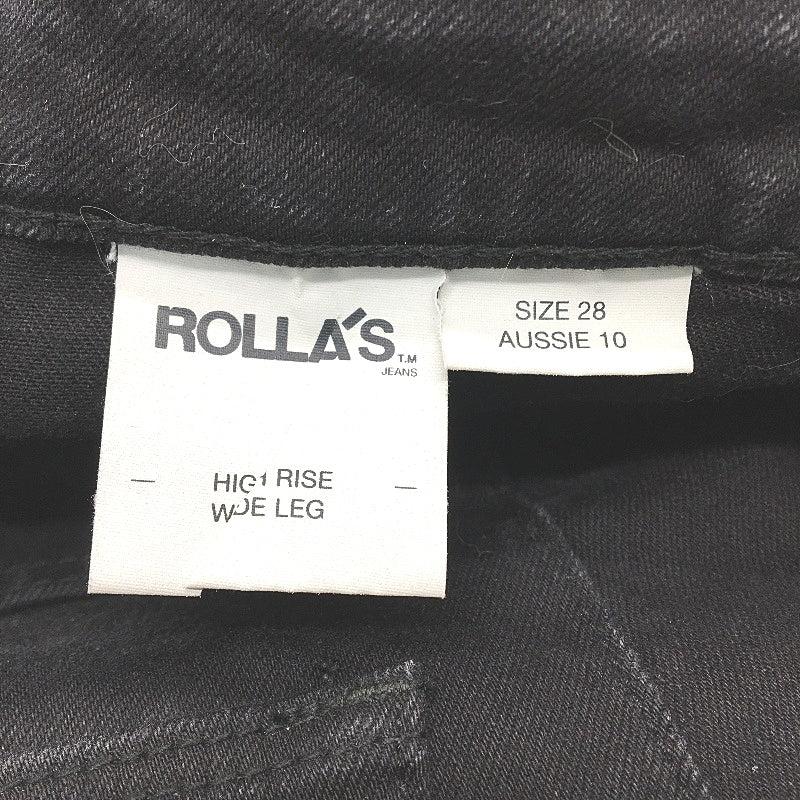 ROLLA'S T.M
JEANS
SIZE 28
AUSSIE 10
RISE
LEG